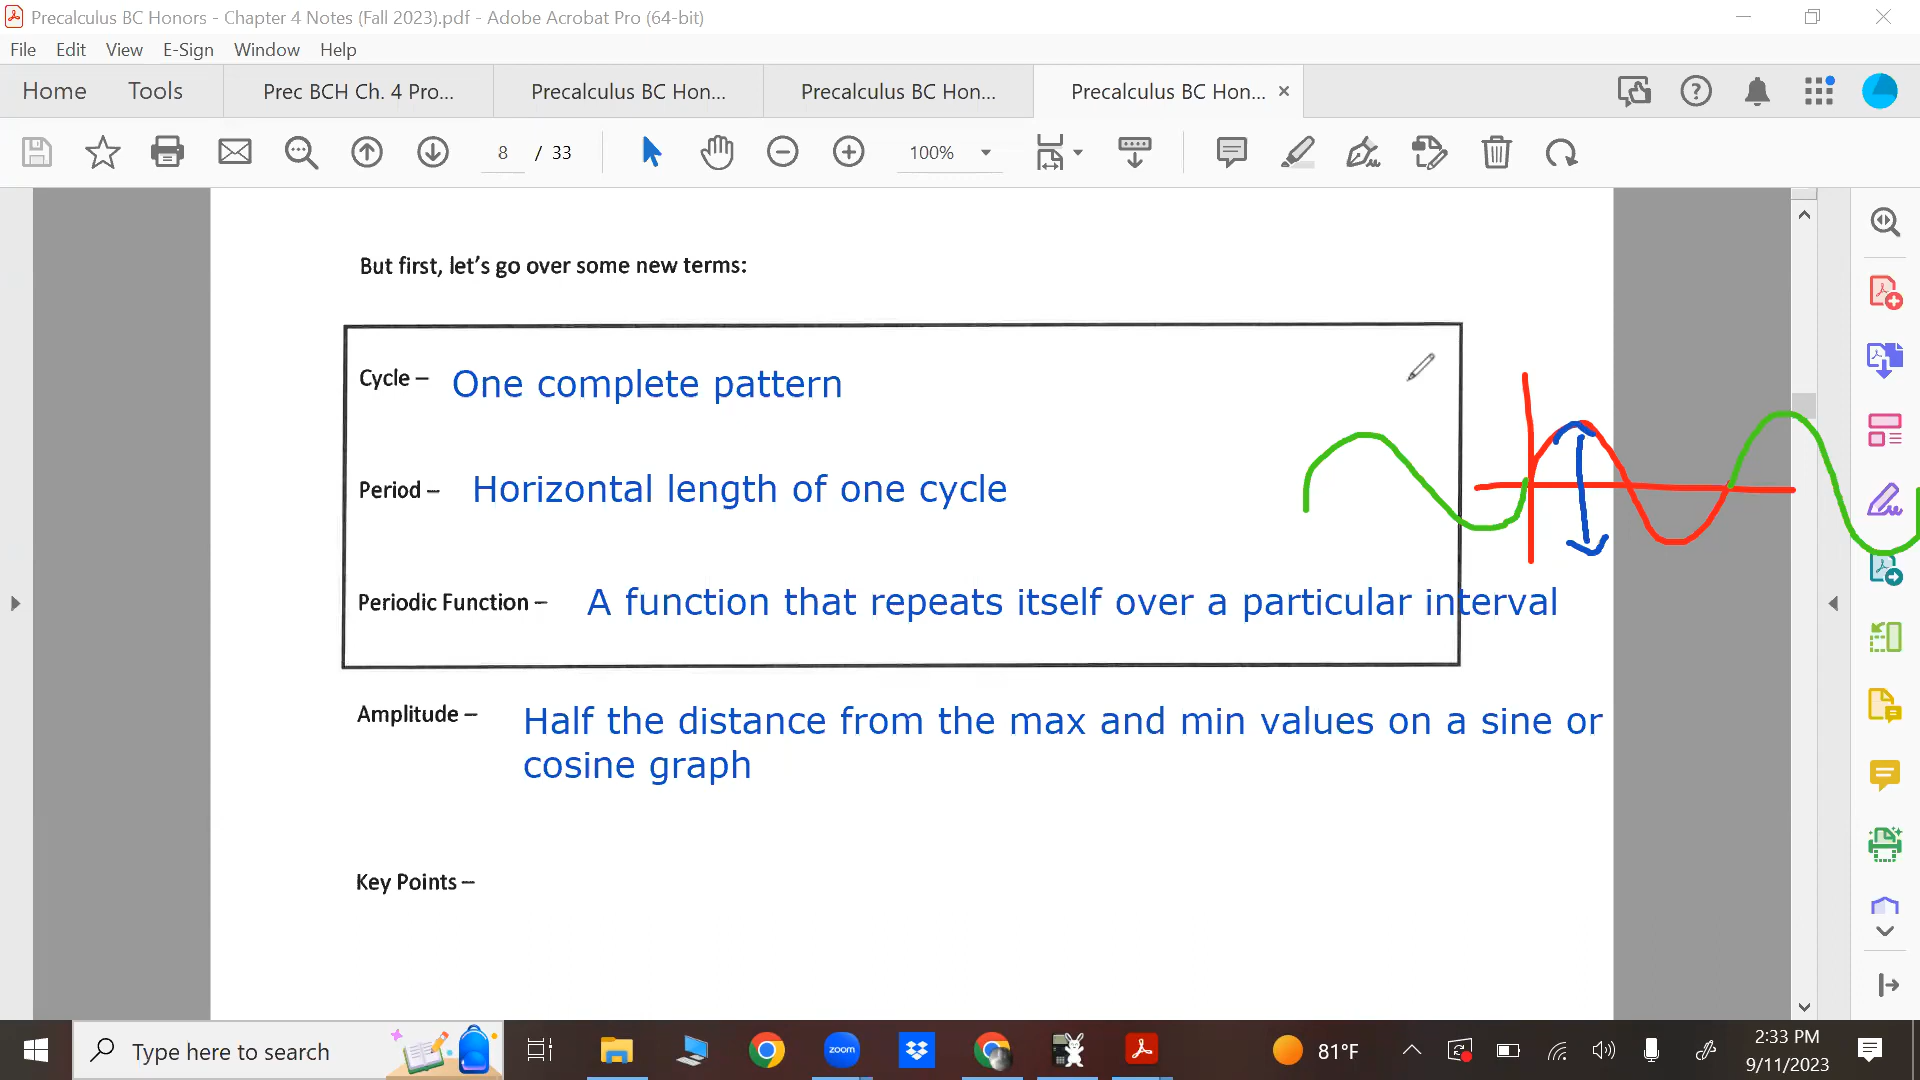 Precalculus BC Honors - Chapter 4 Notes (Fall 2023).pdf - Adobe Acrobat Pro (64-bit)
File Edit View E-Sign Window Help
Home Tools Prec BCH Ch. 4 Pro... Precalculus BC Hon... Precalculus BC Hon... Precalculus BC Hon... ×
8 / 33 100%
But first, let's go over some new terms:
Cycle – One complete pattern
Period – Horizontal length of one cycle
Periodic Function – A function that repeats itself over a particular interval
Amplitude – Half the distance from the max and min values on a sine or
cosine graph
Key Points –
Type here to search
zoom
81°F
2:33 PM
9/11/2023